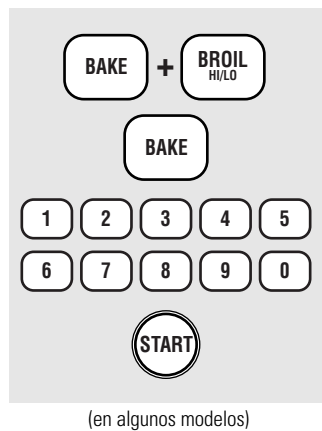 BAKE + BROIL
HI/LO
BAKE
1 2 3 4 5
6 7 8 9 0
START
(en algunos modelos)